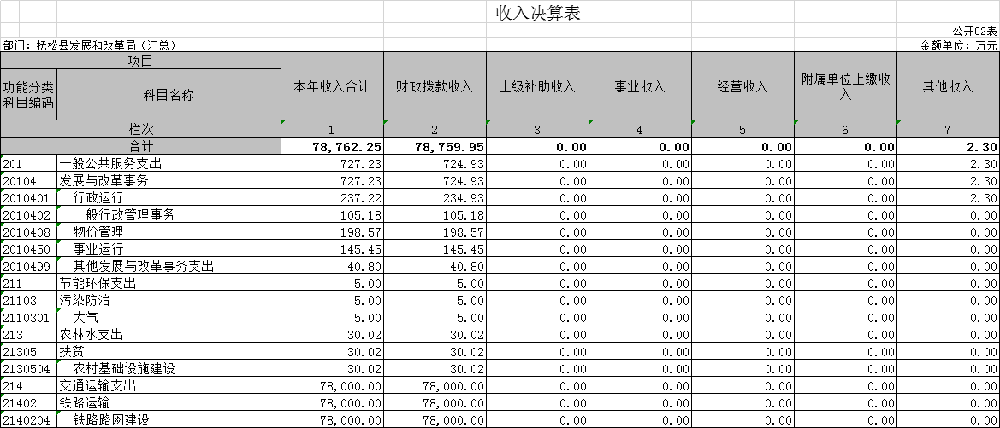 收入决算表
公开02表
部门：抚松县发展和改革局（汇总） 金额单位：万元
项目 本年收入合计 财政拨款收入 上级补助收入 事业收入 经营收入 附属单位上缴收入 其他收入
功能分类科目编码 科目名称
栏次 1 2 3 4 5 6 7
合计 78,762.25 78,759.95 0.00 0.00 0.00 0.00 2.30
201 一般公共服务支出 727.23 724.93 0.00 0.00 0.00 0.00 2.30
20104 发展与改革事务 727.23 724.93 0.00 0.00 0.00 0.00 2.30
2010401 行政运行 237.22 234.93 0.00 0.00 0.00 0.00 2.30
2010402 一般行政管理事务 105.18 105.18 0.00 0.00 0.00 0.00 0.00
2010408 物价管理 198.57 198.57 0.00 0.00 0.00 0.00 0.00
2010450 事业运行 145.45 145.45 0.00 0.00 0.00 0.00 0.00
2010499 其他发展与改革事务支出 40.80 40.80 0.00 0.00 0.00 0.00 0.00
211 节能环保支出 5.00 5.00 0.00 0.00 0.00 0.00 0.00
21103 污染防治 5.00 5.00 0.00 0.00 0.00 0.00 0.00
2110301 大气 5.00 5.00 0.00 0.00 0.00 0.00 0.00
213 农林水支出 30.02 30.02 0.00 0.00 0.00 0.00 0.00
21305 扶贫 30.02 30.02 0.00 0.00 0.00 0.00 0.00
2130504 农村基础设施建设 30.02 30.02 0.00 0.00 0.00 0.00 0.00
214 交通运输支出 78,000.00 78,000.00 0.00 0.00 0.00 0.00 0.00
21402 铁路运输 78,000.00 78,000.00 0.00 0.00 0.00 0.00 0.00
2140204 铁路路网建设 78,000.00 78,000.00 0.00 0.00 0.00 0.00 0.00